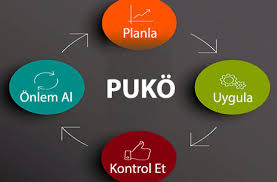 Planla
Önlem Al
PUKÖ
Uygula
Kontrol Et